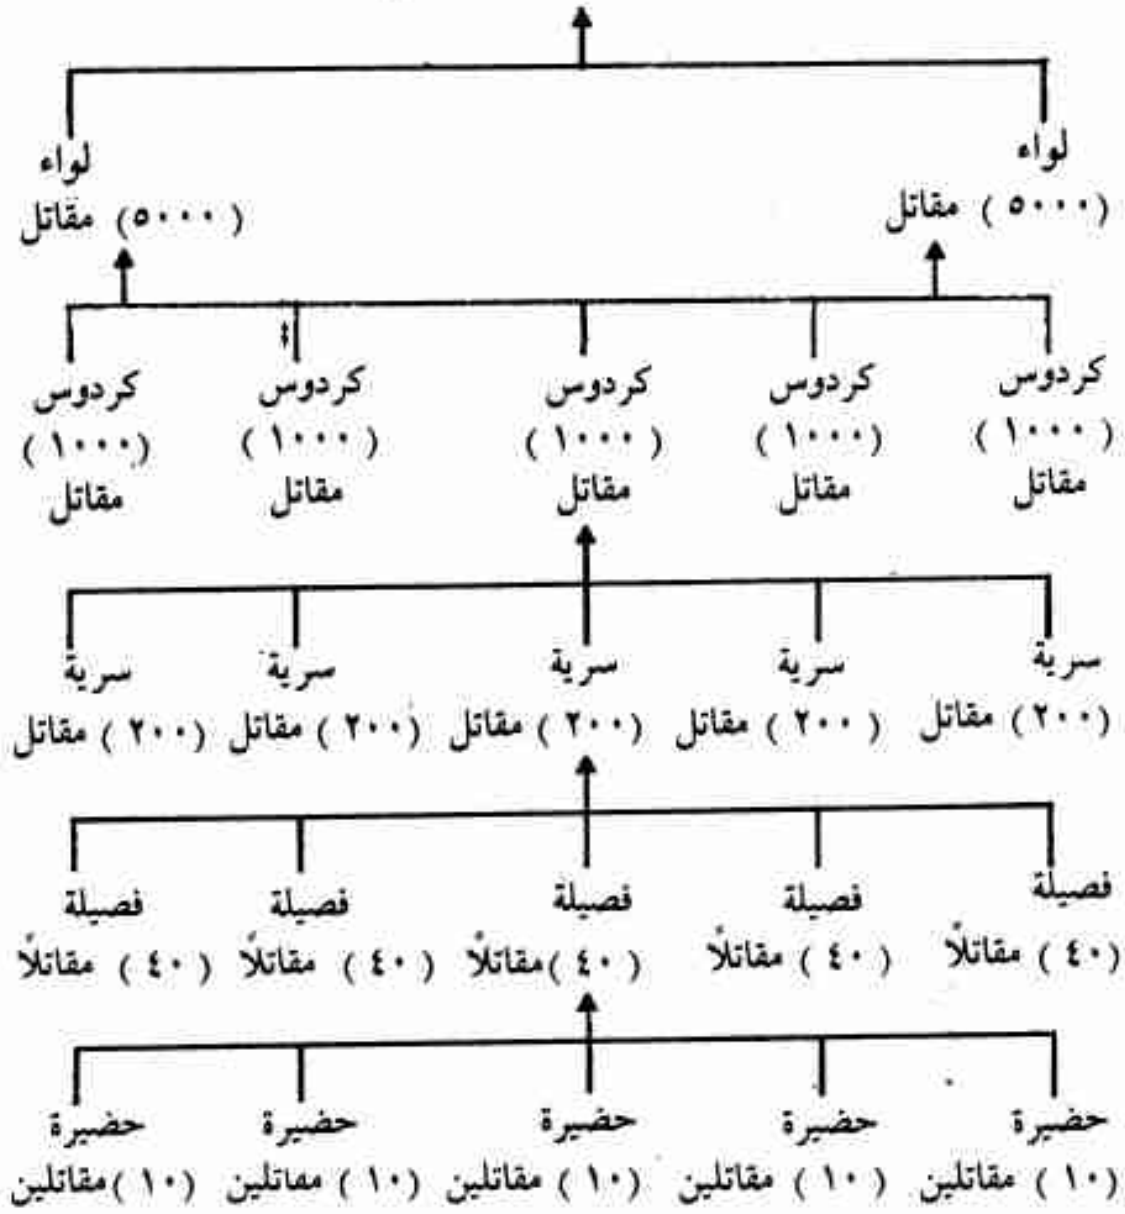 لواء لواء
( ٥٠٠٠ ) مقاتل ( ٥٠٠٠ ) مقاتل
كردوس كردوس كردوس كردوس كردوس
( ١٠٠٠ ) ( ١٠٠٠ ) ( ١٠٠٠ ) ( ١٠٠٠ ) ( ١٠٠٠ )
مقاتل مقاتل مقاتل مقاتل مقاتل
سرية سرية سرية سرية سرية
( ٢٠٠ ) مقاتل ( ٢٠٠ ) مقاتل ( ٢٠٠ ) مقاتل ( ٢٠٠ ) مقاتل ( ٢٠٠ ) مقاتل
فصيلة فصيلة فصيلة فصيلة فصيلة
( ٤٠ ) مقاتلاً ( ٤٠ ) مقاتلاً ( ٤٠ ) مقاتلاً ( ٤٠ ) مقاتلاً ( ٤٠ ) مقاتلاً
حضيرة حضيرة حضيرة حضيرة حضيرة
( ١٠ ) مقاتلين ( ١٠ ) مقاتلين ( ١٠ ) مقاتلين ( ١٠ ) مقاتلين ( ١٠ ) مقاتلين